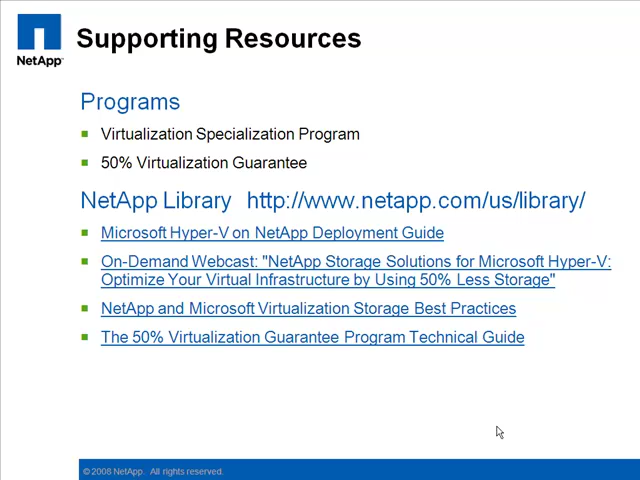 NetApp
Supporting Resources
Programs
Virtualization Specialization Program
50% Virtualization Guarantee
NetApp Library http://www.netapp.com/us/library/
Microsoft Hyper-V on NetApp Deployment Guide
On-Demand Webcast: "NetApp Storage Solutions for Microsoft Hyper-V:
Optimize Your Virtual Infrastructure by Using 50% Less Storage"
NetApp and Microsoft Virtualization Storage Best Practices
The 50% Virtualization Guarantee Program Technical Guide
© 2008 NetApp. All rights reserved.